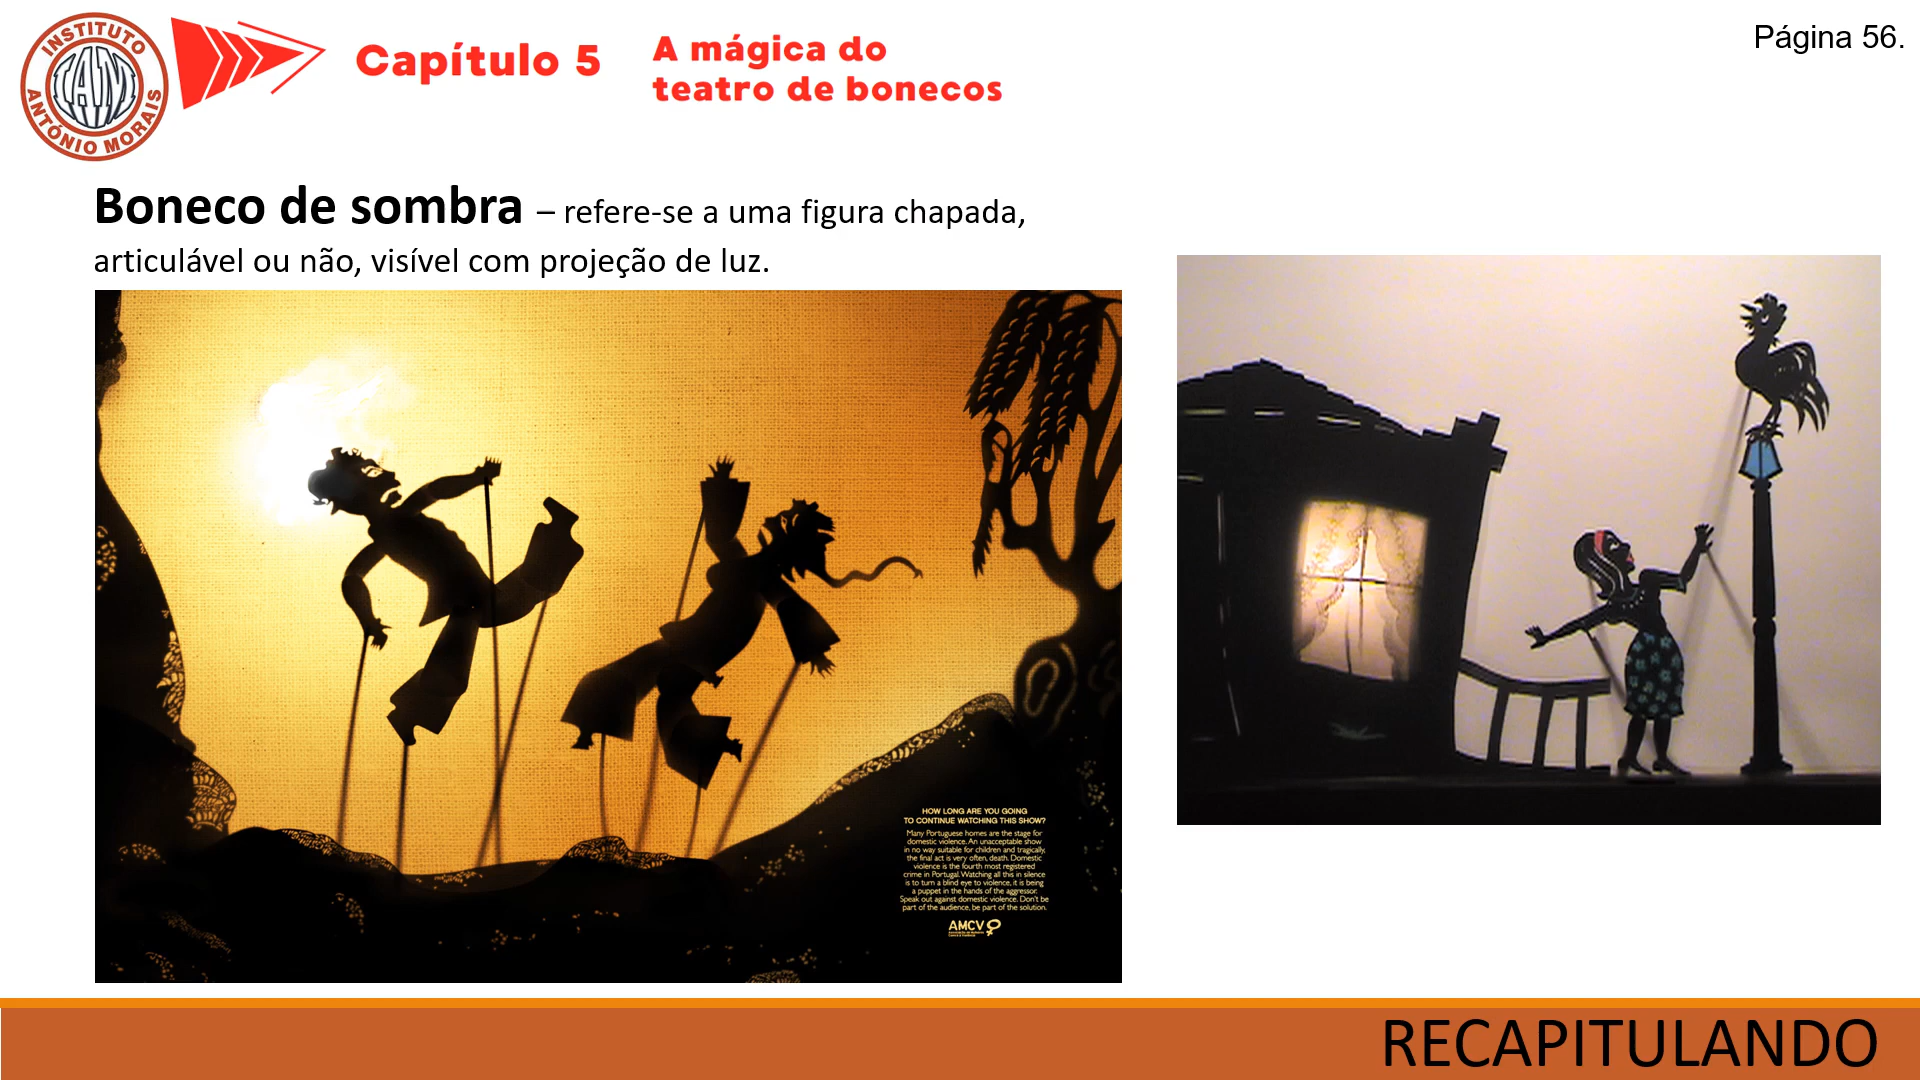 INSTITUTO
IAM
ANTÓNIO MORAIS
Capítulo 5
A mágica do
teatro de bonecos
Página 56.
Boneco de sombra – refere-se a uma figura chapada,
articulável ou não, visível com projeção de luz.
HOW LONG ARE YOU GOING
TO CONTINUE WATCHING THIS SHOW?
Many Portuguese homes are the stage for
domestic violence. An unacceptable show
in no way suitable for children and tragically,
the final act is very often, death. Domestic
violence is the fourth most registered
crime in Portugal. Watching all this in silence
is to turn a blind eye to violence, it is being
a puppet in the hands of the aggressor.
Speak out against domestic violence. Don't be
part of the audience, be part of the solution.
AMCV
RECAPITULANDO